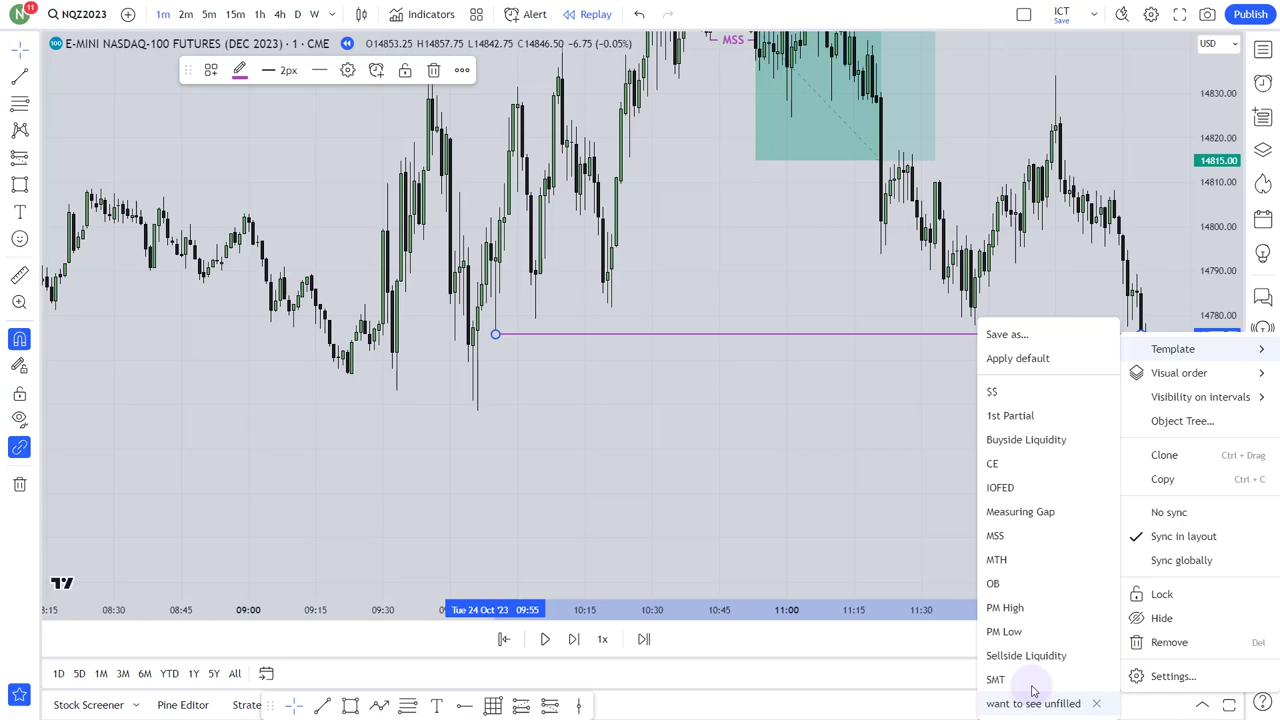 N
11
NQZ2023
1m 2m 5m 15m 1h 4h D W
Indicators
Alert
Replay
ICT
Save
Publish
100 E-MINI NASDAQ-100 FUTURES (DEC 2023) · 1 · CME O14853.25 H14857.75 L14842.75 C14846.50 -6.75 (-0.05%)
USD
MSS
2px
14830.00
14820.00
14815.00
14810.00
14800.00
14790.00
14780.00
Save as...
Apply default
$$
1st Partial
Buyside Liquidity
CE
IOFED
Measuring Gap
MSS
MTH
OB
PM High
PM Low
Sellside Liquidity
SMT
want to see unfilled
Template
Visual order
Visibility on intervals
Object Tree...
Clone Ctrl + Drag
Copy Ctrl + C
No sync
Sync in layout
Sync globally
Lock
Hide
Remove Del
Settings...
08:30 08:45 09:00 09:15 09:30 Tue 24 Oct '23 09:55 10:15 10:30 10:45 11:00 11:15 11:30
1x
1D 5D 1M 3M 6M YTD 1Y 5Y All
Stock Screener
Pine Editor